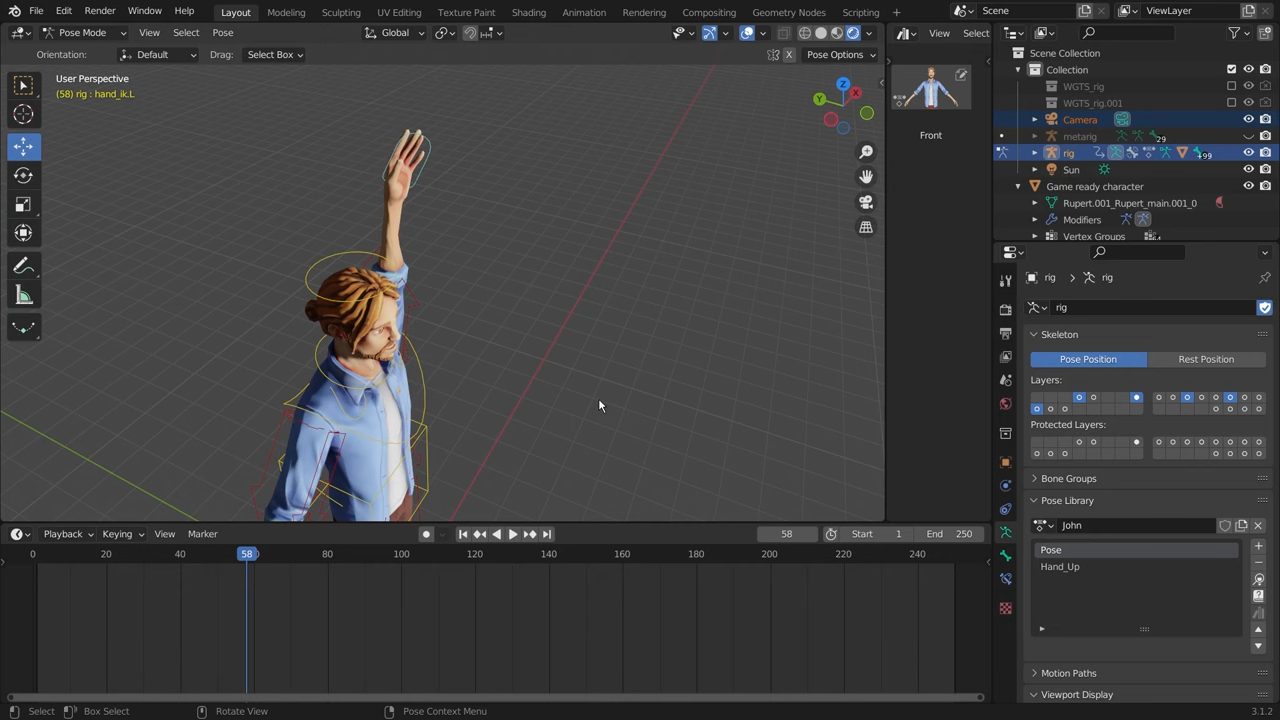 File Edit Render Window Help Layout Modeling Sculpting UV Editing Texture Paint Shading Animation Rendering Compositing Geometry Nodes Scripting + Scene ViewLayer
Pose Mode View Select Pose Global View Select
Orientation: Default Drag: Select Box X Pose Options
User Perspective
(58) rig : hand_ik.L
Z
Y
X
Front
Scene Collection
Collection
WGTS_rig
WGTS_rig.001
Camera
metarig 29
rig +99
Sun
Game ready character
Rupert.001_Rupert_main.001_0
Modifiers
Vertex Groups
rig > rig
rig
Skeleton
Pose Position Rest Position
Layers:
Protected Layers:
Bone Groups
Pose Library
John
Pose
Hand_Up
Motion Paths
Viewport Display
Playback Keying View Marker 58 Start 1 End 250
0 20 40 58 80 100 120 140 160 180 200 220 240
Select Box Select Rotate View Pose Context Menu 3.1.2